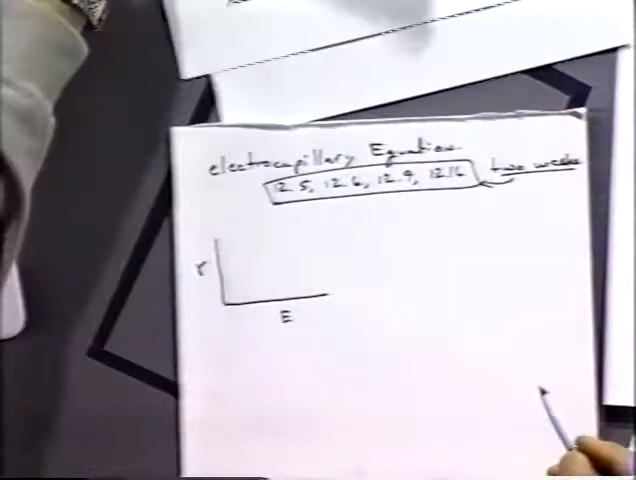 electrocapillary Equation
12.5, 12.6, 12.9, 12.16 two weeks
γ
E